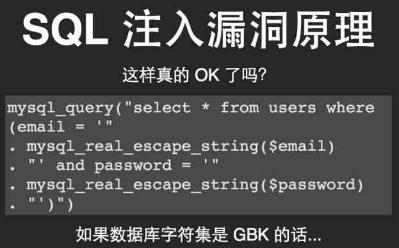 SQL 注入漏洞原理
这样真的 OK 了吗?
mysql_query("select * from users where
(email = '"
. mysql_real_escape_string($email)
. "' and password = '"
. mysql_real_escape_string($password)
. "')")
如果数据库字符集是 GBK 的话...